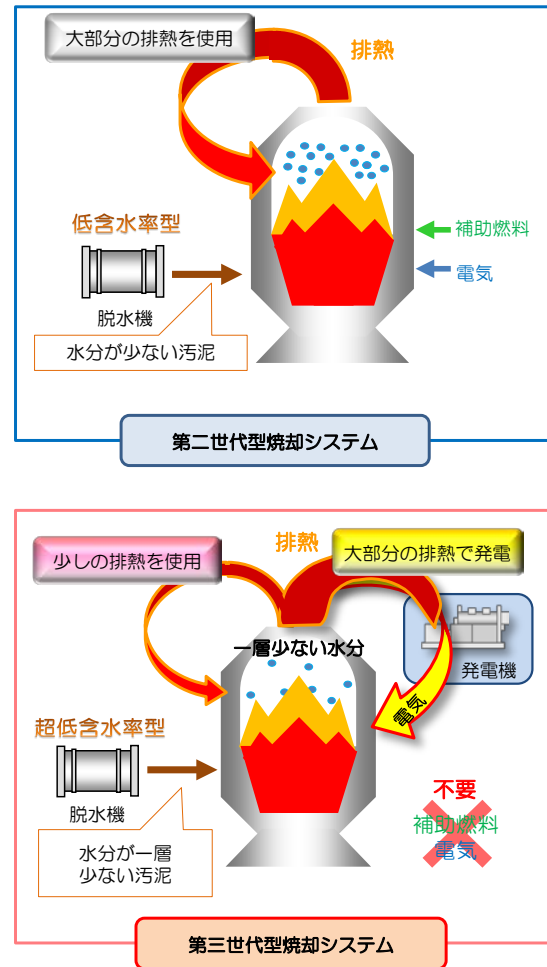 大部分の排熱を使用
排熱
低含水率型
補助燃料
電気
脱水機
水分が少ない汚泥
第二世代型焼却システム
排熱
少しの排熱を使用
大部分の排熱で発電
一層少ない水分
発電機
電気
超低含水率型
脱水機
不要
補助燃料
電気
水分が一層
少ない汚泥
第三世代型焼却システム